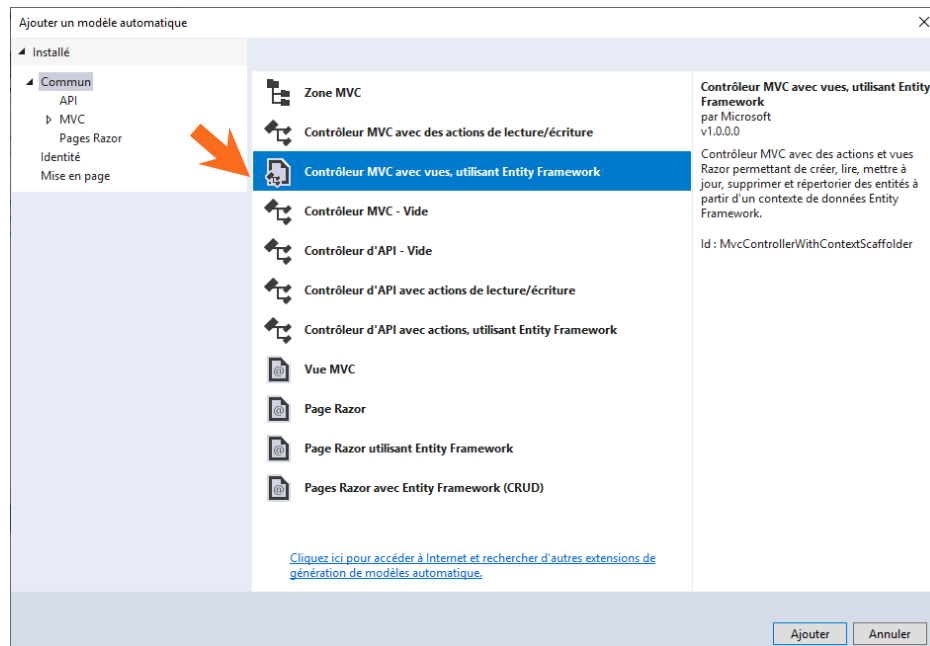 Ajouter un modèle automatique
Installé
Commun
API
MVC
Pages Razor
Identité
Mise en page
Zone MVC
Contrôleur MVC avec des actions de lecture/écriture
Contrôleur MVC avec vues, utilisant Entity Framework
Contrôleur MVC - Vide
Contrôleur d'API - Vide
Contrôleur d'API avec actions de lecture/écriture
Contrôleur d'API avec actions, utilisant Entity Framework
Vue MVC
Page Razor
Page Razor utilisant Entity Framework
Pages Razor avec Entity Framework (CRUD)
Cliquez ici pour accéder à Internet et rechercher d'autres extensions de
génération de modèles automatique.
Contrôleur MVC avec vues, utilisant Entity
Framework
par Microsoft
v1.0.0.0
Contrôleur MVC avec des actions et vues
Razor permettant de créer, lire, mettre à
jour, supprimer et répertorier des entités à
partir d'un contexte de données Entity
Framework.
Id : MvcControllerWithContextScaffolder
Ajouter
Annuler